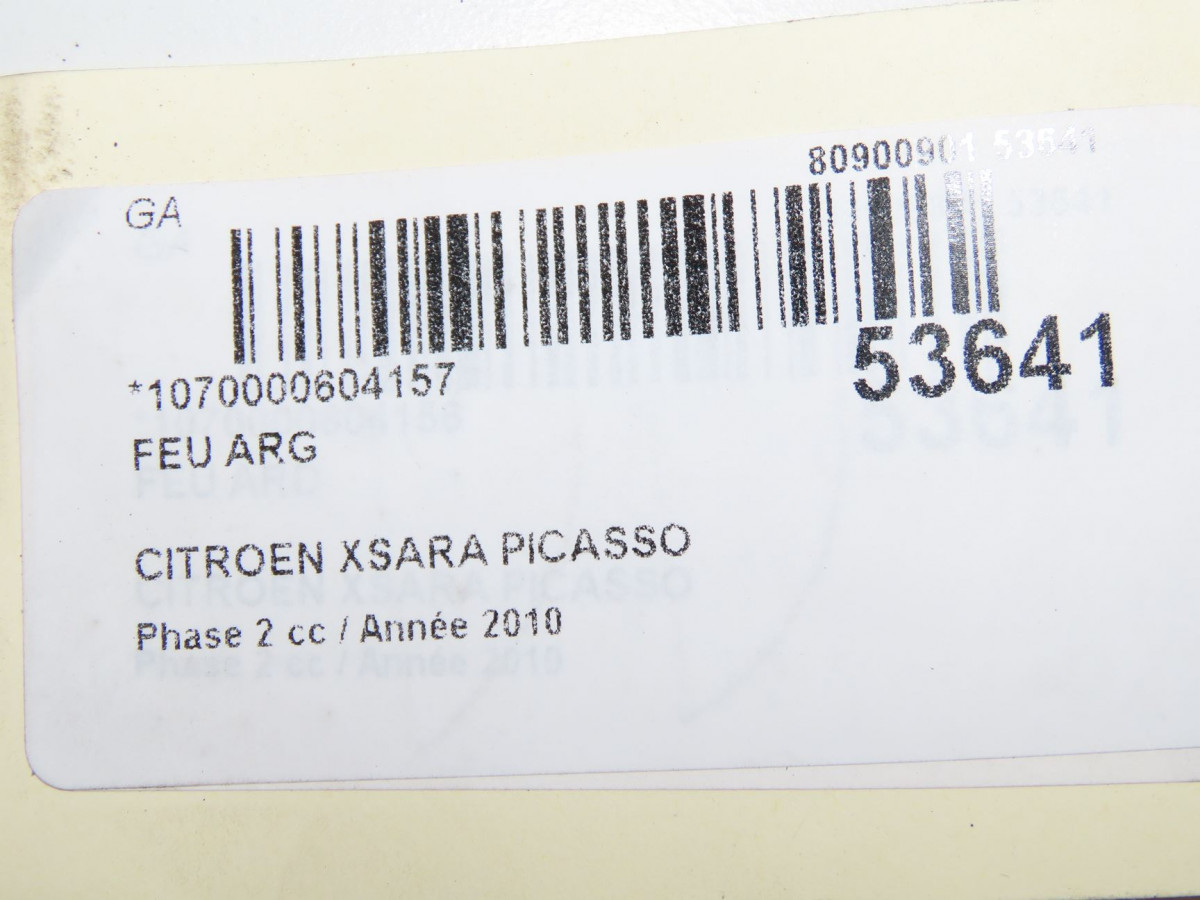 80900901 53641
GA
53641
*1070000604157
FEU ARG
CITROEN XSARA PICASSO
Phase 2 cc / Année 2010